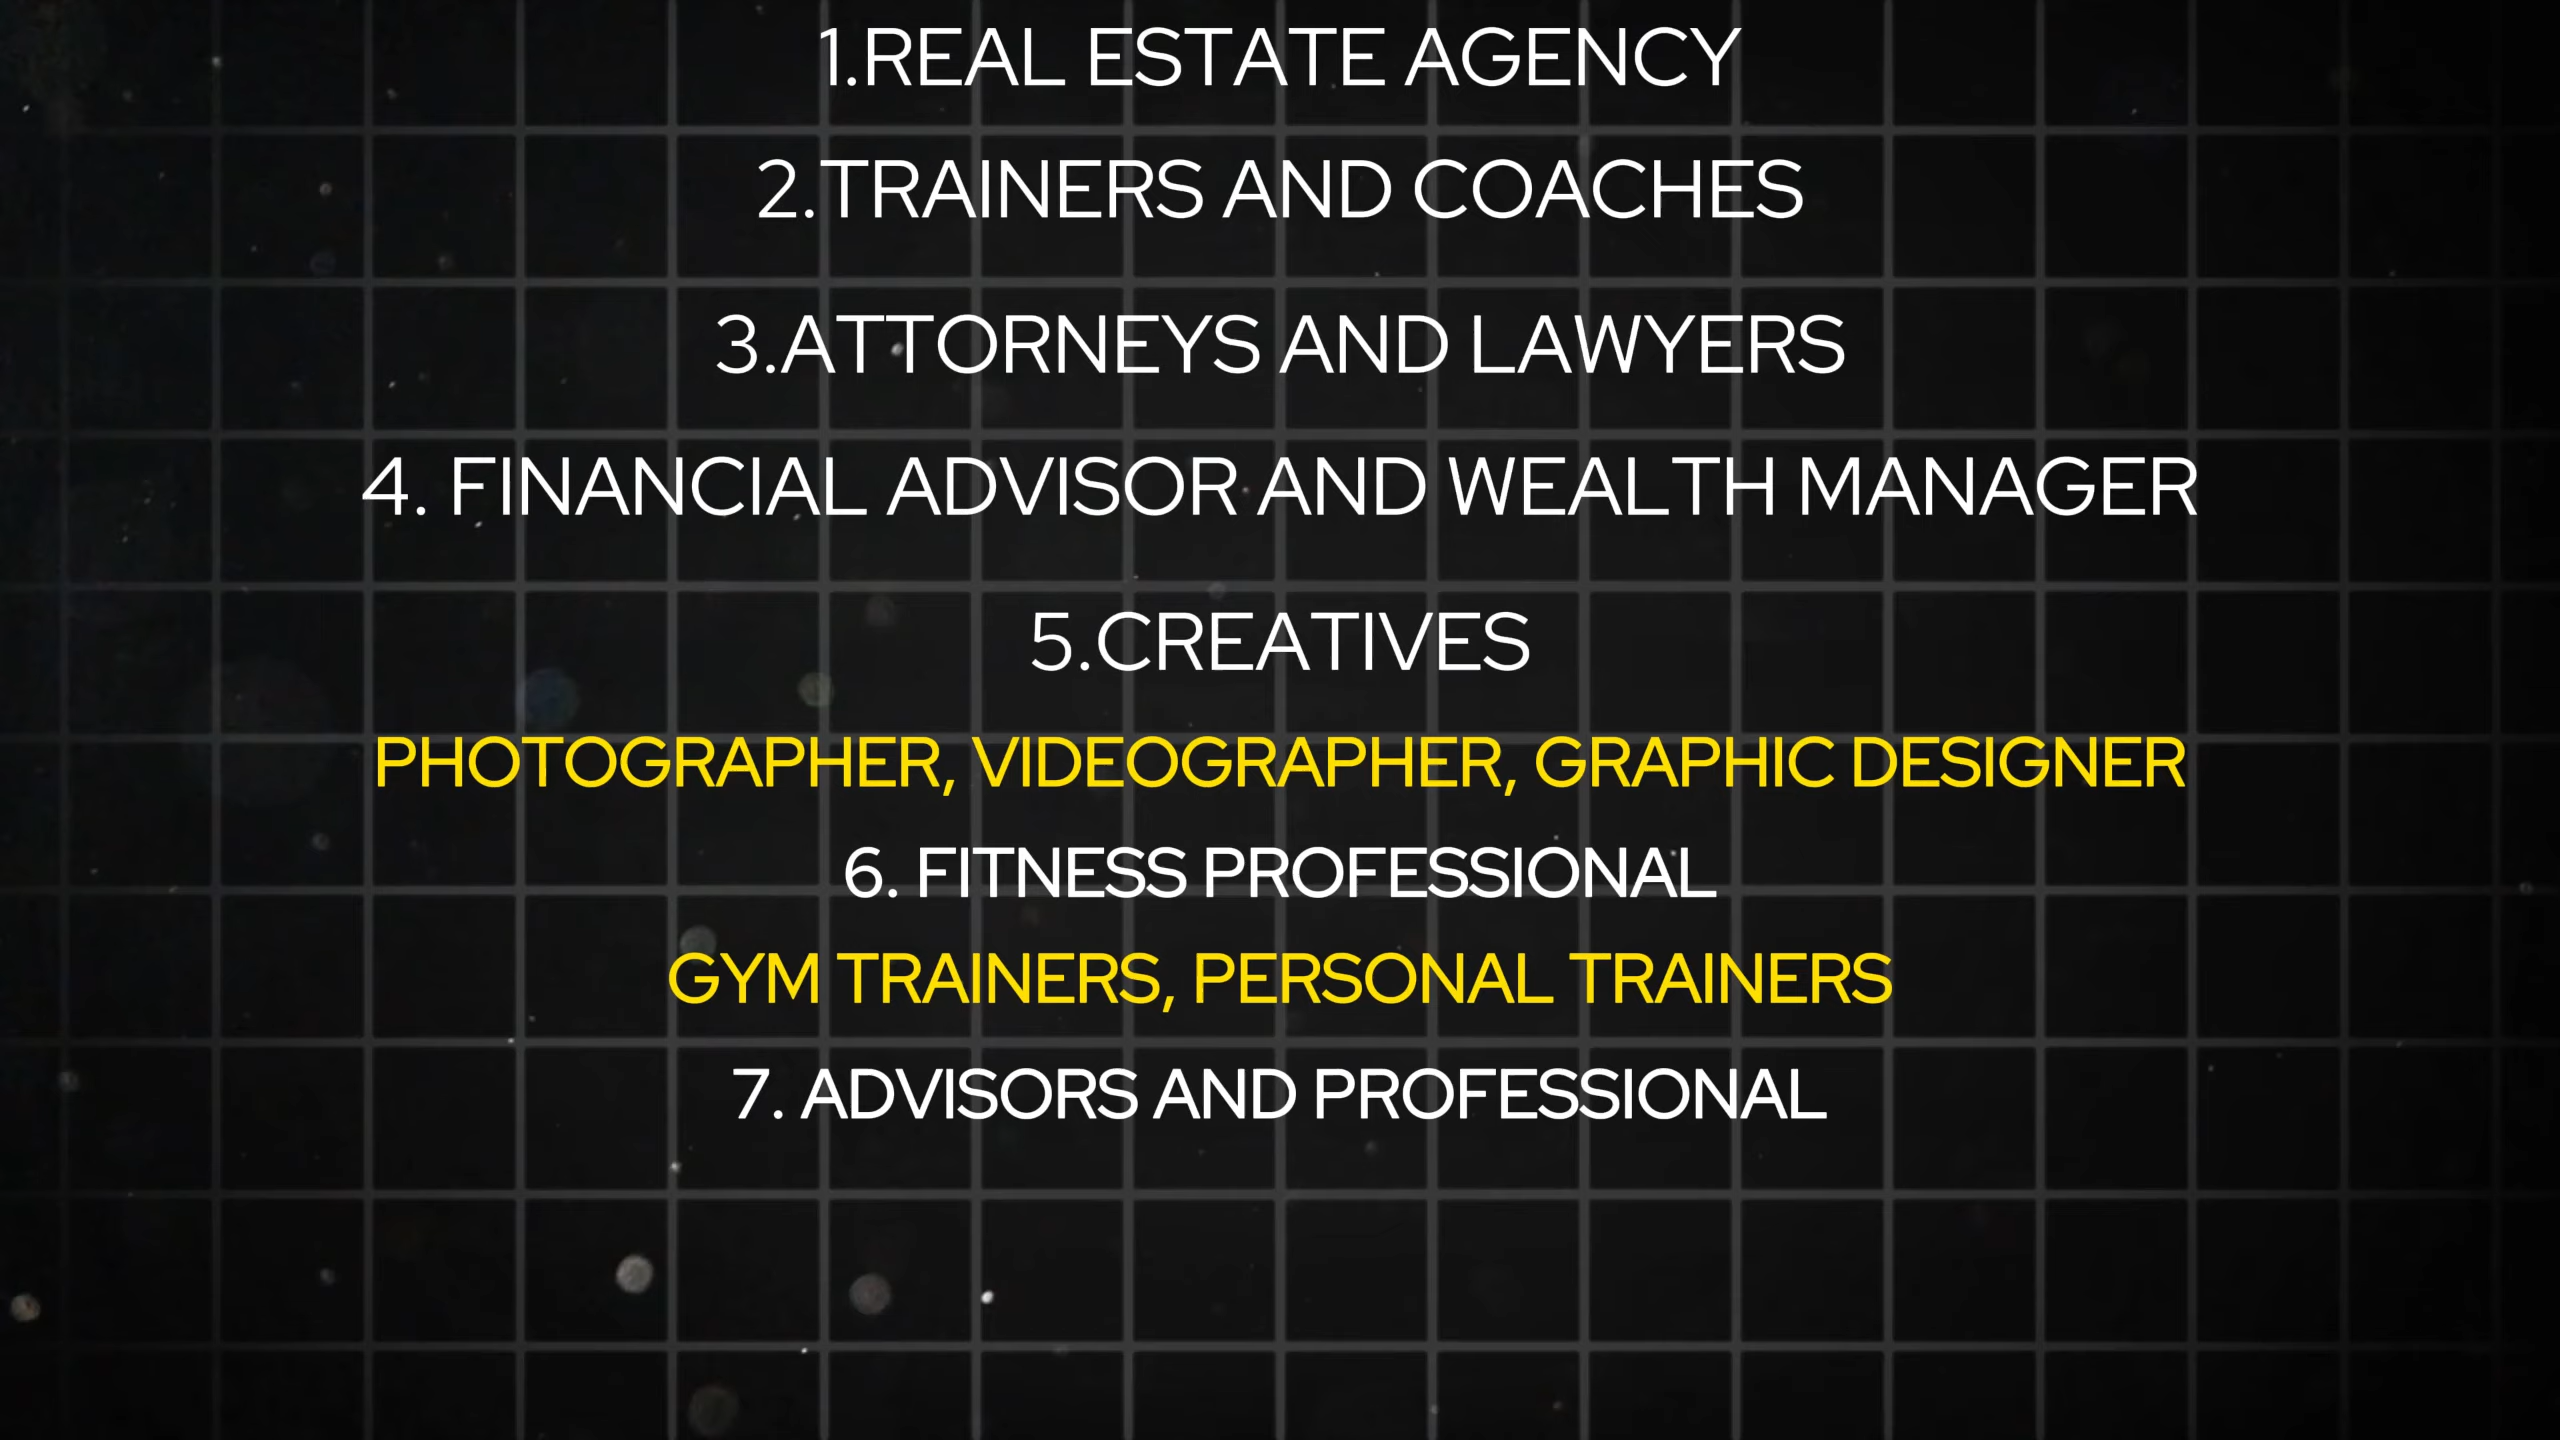 1.REAL ESTATE AGENCY
2.TRAINERS AND COACHES
3.ATTORNEYS AND LAWYERS
4. FINANCIAL ADVISOR AND WEALTH MANAGER
5.CREATIVES
PHOTOGRAPHER, VIDEOGRAPHER, GRAPHIC DESIGNER
6. FITNESS PROFESSIONAL
GYM TRAINERS, PERSONAL TRAINERS
7. ADVISORS AND PROFESSIONAL